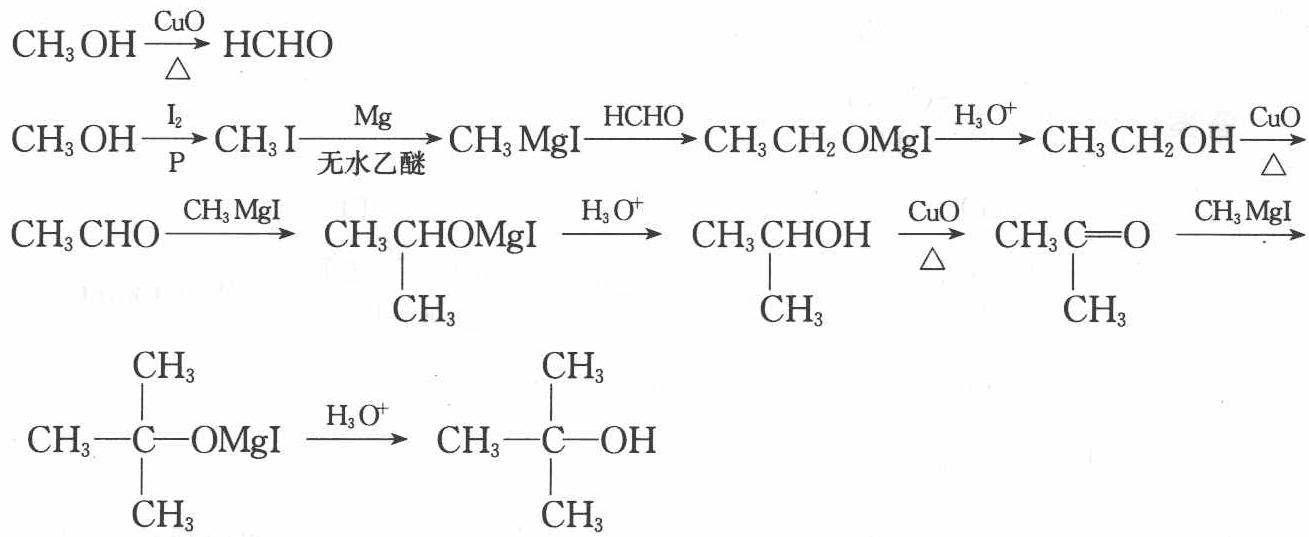 CH₃OH CuO △ HCHO
CH₃OH I₂ P CH₃I Mg 无水乙醚 CH₃MgI HCHO CH₃CH₂OMgI H₃O⁺ CH₃CH₂OH CuO △
CH₃CHO CH₃MgI CH₃CHOMgI H₃O⁺ CH₃CHOH CuO △ CH₃C=O CH₃MgI
CH₃ CH₃ CH₃
CH₃ CH₃
CH₃—C—OMgI H₃O⁺ CH₃—C—OH
CH₃ CH₃